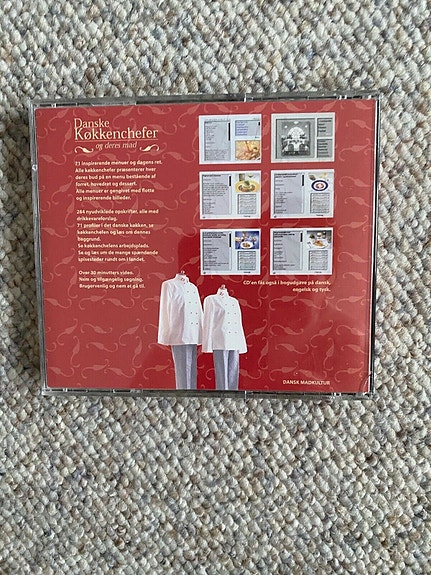 Danske
Køkkenchefer
og deres mad
71 inspirerende menuer og dagens ret.
Alle køkkenchefer præsenterer hver
deres bud på en menu bestående af
forret, hovedret og dessert.
Alle menuer er gengivet med flotte
og inspirerende billeder.
284 nyudviklede opskrifter, alle med
drikkevareforslag.
71 profiler i det danske køkken, se
køkkenchefen og læs om dennes
baggrund.
Se køkkenchefens arbejdsplads.
Se og læs om de mange spændende
spisesteder rundt om i landet.
Over 30 minutters video.
Nem og tilgængelig søgning.
Brugervenlig og nem at gå til.
CD'en fås også i bogudgave på dansk,
engelsk og tysk.
DANSK MADKULTUR